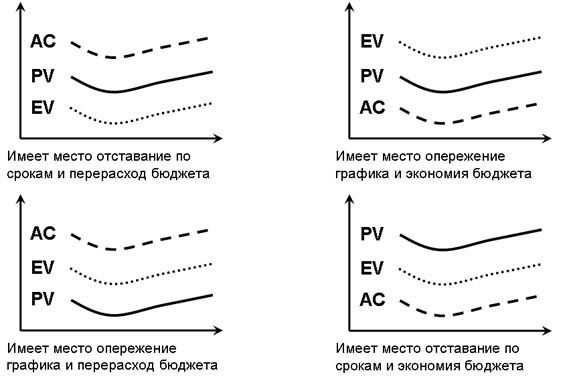 AC
PV
EV
Имеет место отставание по
срокам и перерасход бюджета
EV
PV
AC
Имеет место опережение
графика и экономия бюджета
AC
EV
PV
Имеет место опережение
графика и перерасход бюджета
PV
EV
AC
Имеет место отставание по
срокам и экономия бюджета